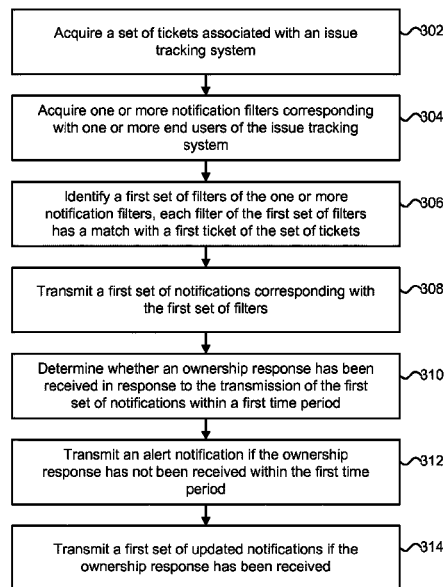 Acquire a set of tickets associated with an issue
tracking system
302
Acquire one or more notification filters corresponding
with one or more end users of the issue tracking
system
304
Identify a first set of filters of the one or more
notification filters, each filter of the first set of filters
has a match with a first ticket of the set of tickets
306
Transmit a first set of notifications corresponding with
the first set of filters
308
Determine whether an ownership response has been
received in response to the transmission of the first
set of notifications within a first time period
310
Transmit an alert notification if the ownership
response has not been received within the first time
period
312
Transmit a first set of updated notifications if the
ownership response has been received
314